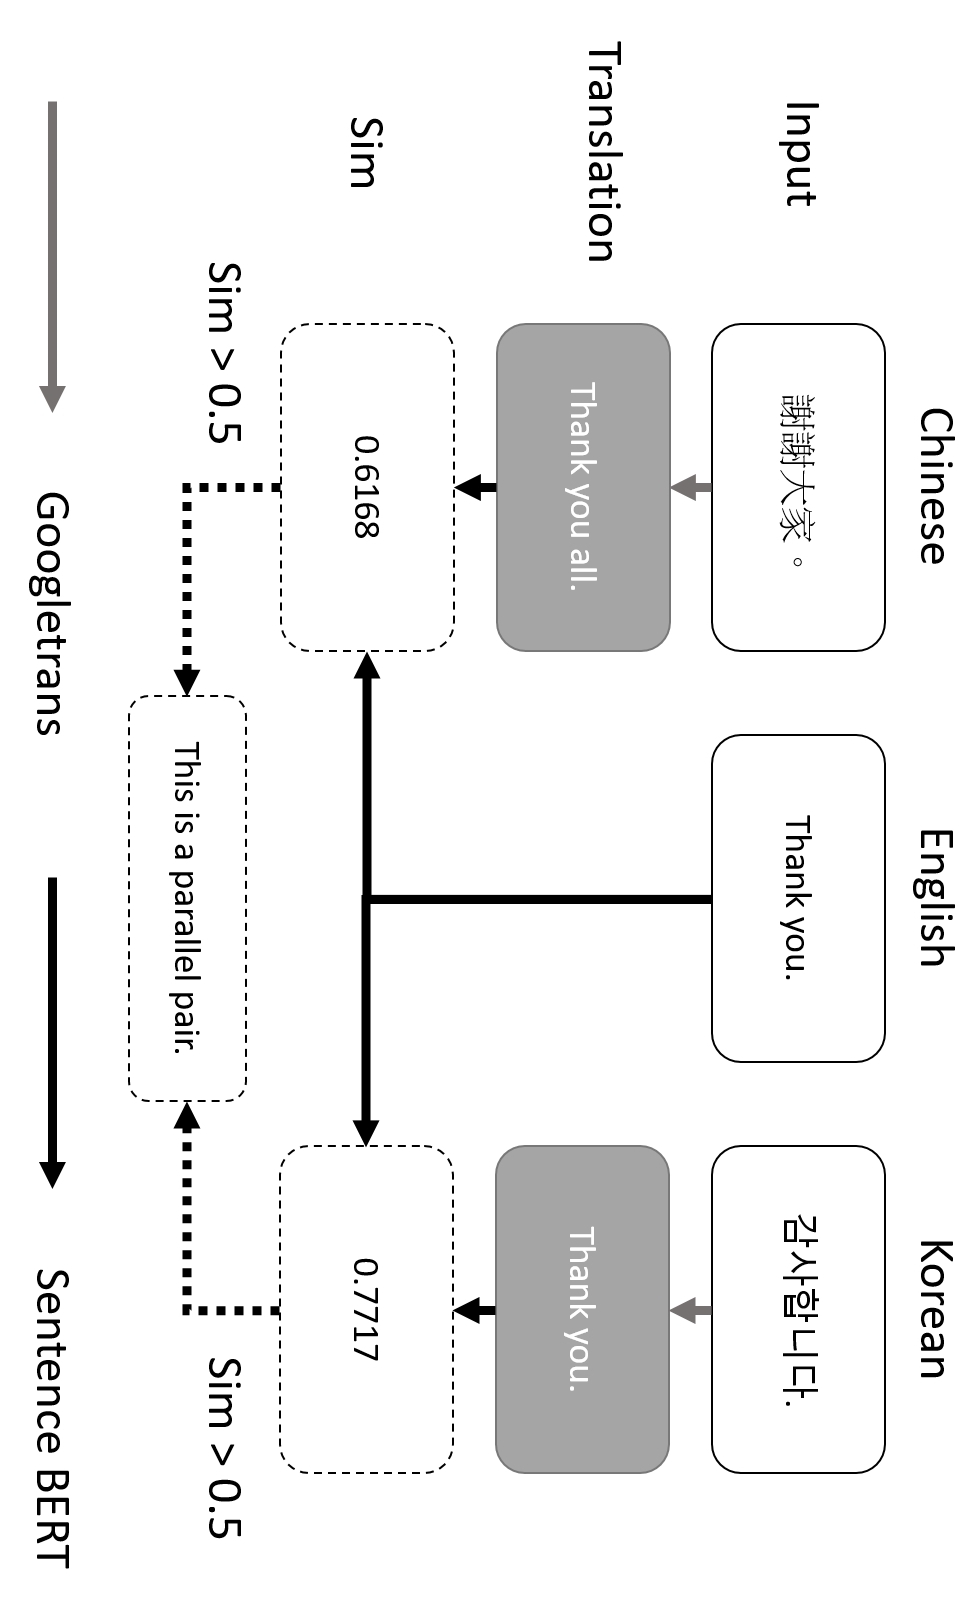 Chinese
English
Korean
Input
謝謝大家。
Thank you.
감사합니다.
Translation
Thank you all.
Thank you.
Sim
0.6168
0.7717
Sim > 0.5
Sim > 0.5
This is a parallel pair.
Googletrans
Sentence BERT